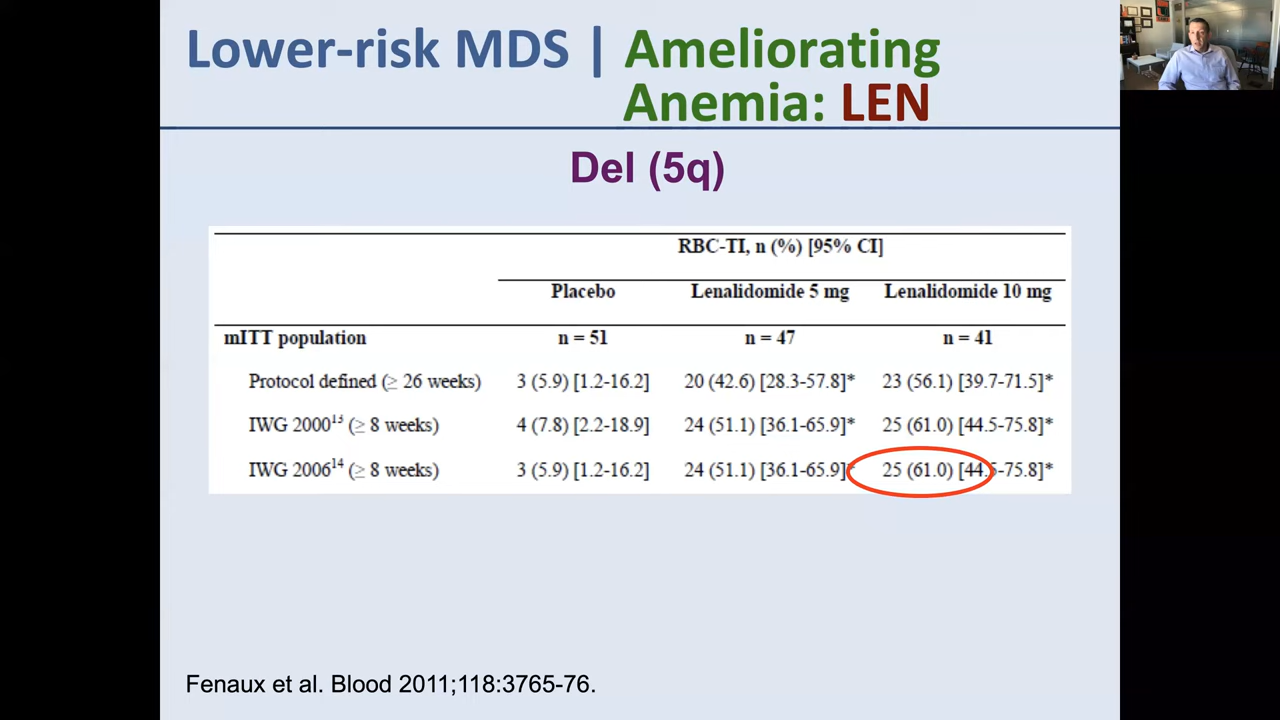 Lower-risk MDS | Ameliorating
Anemia: LEN
Del (5q)
RBC-TI, n (%) [95% CI]
Placebo Lenalidomide 5 mg Lenalidomide 10 mg
mITT population n = 51 n = 47 n = 41
Protocol defined (≥ 26 weeks) 3 (5.9) [1.2-16.2] 20 (42.6) [28.3-57.8]* 23 (56.1) [39.7-71.5]*
IWG 2000¹³ (≥ 8 weeks) 4 (7.8) [2.2-18.9] 24 (51.1) [36.1-65.9]* 25 (61.0) [44.5-75.8]*
IWG 2006¹⁴ (≥ 8 weeks) 3 (5.9) [1.2-16.2] 24 (51.1) [36.1-65.9]* 25 (61.0) [44.5-75.8]*
Fenaux et al. Blood 2011;118:3765-76.